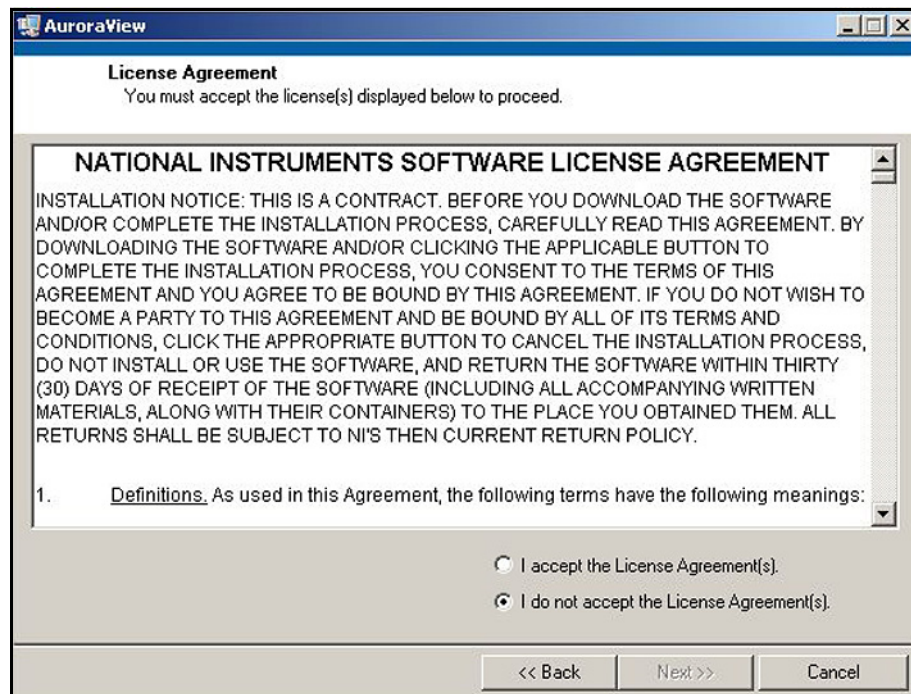 AuroraView
License Agreement
You must accept the license(s) displayed below to proceed.
NATIONAL INSTRUMENTS SOFTWARE LICENSE AGREEMENT
INSTALLATION NOTICE: THIS IS A CONTRACT. BEFORE YOU DOWNLOAD THE SOFTWARE
AND/OR COMPLETE THE INSTALLATION PROCESS, CAREFULLY READ THIS AGREEMENT. BY
DOWNLOADING THE SOFTWARE AND/OR CLICKING THE APPLICABLE BUTTON TO
COMPLETE THE INSTALLATION PROCESS, YOU CONSENT TO THE TERMS OF THIS
AGREEMENT AND YOU AGREE TO BE BOUND BY THIS AGREEMENT. IF YOU DO NOT WISH TO
BECOME A PARTY TO THIS AGREEMENT AND BE BOUND BY ALL OF ITS TERMS AND
CONDITIONS, CLICK THE APPROPRIATE BUTTON TO CANCEL THE INSTALLATION PROCESS,
DO NOT INSTALL OR USE THE SOFTWARE, AND RETURN THE SOFTWARE WITHIN THIRTY
(30) DAYS OF RECEIPT OF THE SOFTWARE (INCLUDING ALL ACCOMPANYING WRITTEN
MATERIALS, ALONG WITH THEIR CONTAINERS) TO THE PLACE YOU OBTAINED THEM. ALL
RETURNS SHALL BE SUBJECT TO NI'S THEN CURRENT RETURN POLICY.
1. Definitions. As used in this Agreement, the following terms have the following meanings:
I accept the License Agreement(s).
I do not accept the License Agreement(s).
<< Back Next >> Cancel